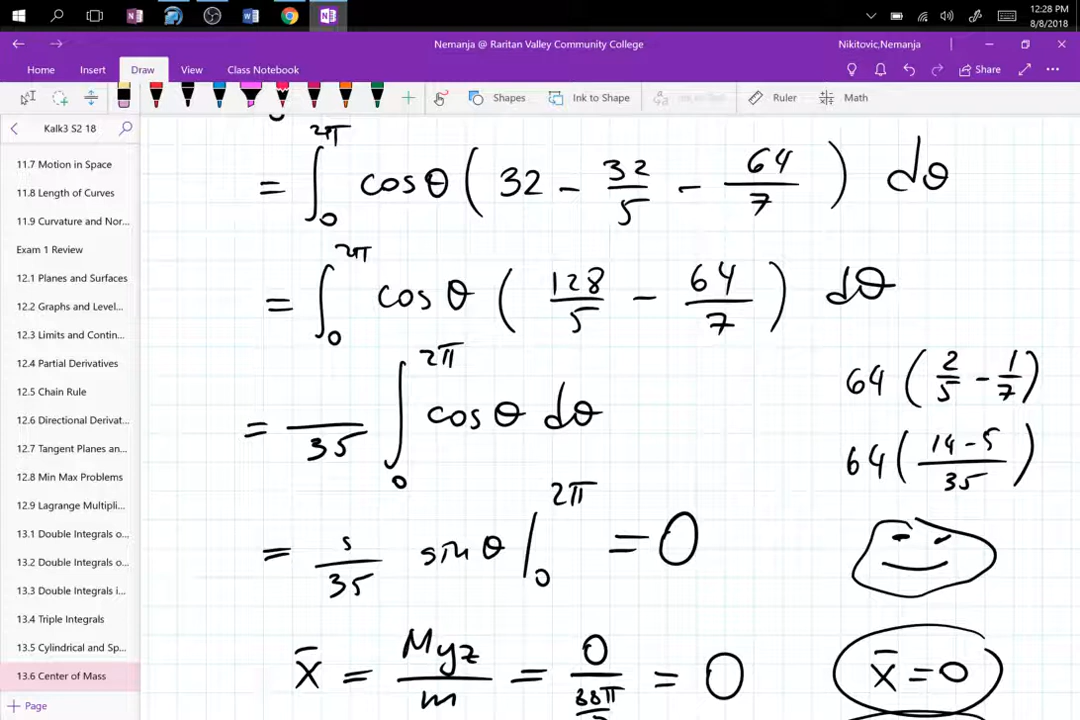 12:28 PM
8/8/2018
Nemanja @ Raritan Valley Community College
Nikitovic,Nemanja
Home Insert Draw View Class Notebook
Share
Shapes Ink to Shape Ruler Math
Kalk3 S2 18
11.7 Motion in Space
11.8 Length of Curves
11.9 Curvature and Nor...
Exam 1 Review
12.1 Planes and Surfaces
12.2 Graphs and Level...
12.3 Limits and Contin...
12.4 Partial Derivatives
12.5 Chain Rule
12.6 Directional Derivat...
12.7 Tangent Planes an...
12.8 Min Max Problems
12.9 Lagrange Multipli...
13.1 Double Integrals o...
13.2 Double Integrals o...
13.3 Double Integrals i...
13.4 Triple Integrals
13.5 Cylindrical and Sp...
13.6 Center of Mass
+ Page
= ∫₀^2π cosθ ( 32 - 32/5 - 64/7 ) dθ
= ∫₀^2π cosθ ( 128/5 - 64/7 ) dθ
64 ( 2/5 - 1/7 )
= /35 ∫₀^2π cosθ dθ
64 ( 14-5/35 )
= s/35 sinθ |₀^2π = 0
x̄ = Myz/m = 0 = 0
x̄ = 0